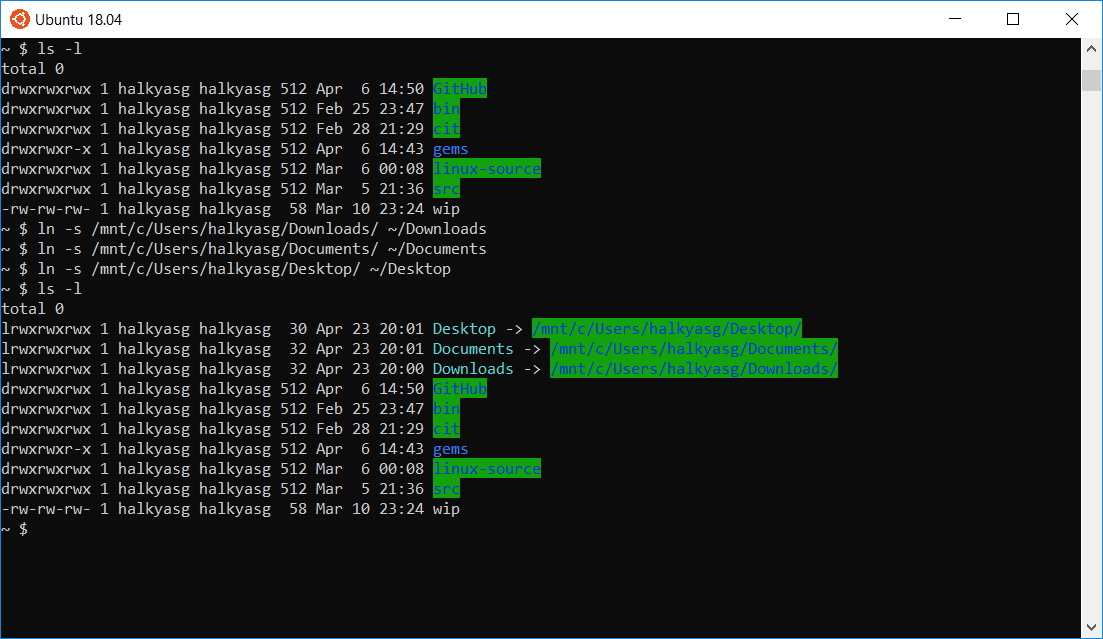 Ubuntu 18.04
~ $ ls -l
total 0
drwxrwxrwx 1 halkyasg halkyasg 512 Apr  6 14:50 GitHub
drwxrwxrwx 1 halkyasg halkyasg 512 Feb 25 23:47 bin
drwxrwxrwx 1 halkyasg halkyasg 512 Feb 28 21:29 cit
drwxrwxr-x 1 halkyasg halkyasg 512 Apr  6 14:43 gems
drwxrwxrwx 1 halkyasg halkyasg 512 Mar  6 00:08 linux-source
drwxrwxrwx 1 halkyasg halkyasg 512 Mar  5 21:36 src
-rw-rw-rw- 1 halkyasg halkyasg  58 Mar 10 23:24 wip
~ $ ln -s /mnt/c/Users/halkyasg/Downloads/ ~/Downloads
~ $ ln -s /mnt/c/Users/halkyasg/Documents/ ~/Documents
~ $ ln -s /mnt/c/Users/halkyasg/Desktop/ ~/Desktop
~ $ ls -l
total 0
lrwxrwxrwx 1 halkyasg halkyasg  30 Apr 23 20:01 Desktop -> /mnt/c/Users/halkyasg/Desktop/
lrwxrwxrwx 1 halkyasg halkyasg  32 Apr 23 20:01 Documents -> /mnt/c/Users/halkyasg/Documents/
lrwxrwxrwx 1 halkyasg halkyasg  32 Apr 23 20:00 Downloads -> /mnt/c/Users/halkyasg/Downloads/
drwxrwxrwx 1 halkyasg halkyasg 512 Apr  6 14:50 GitHub
drwxrwxrwx 1 halkyasg halkyasg 512 Feb 25 23:47 bin
drwxrwxrwx 1 halkyasg halkyasg 512 Feb 28 21:29 cit
drwxrwxr-x 1 halkyasg halkyasg 512 Apr  6 14:43 gems
drwxrwxrwx 1 halkyasg halkyasg 512 Mar  6 00:08 linux-source
drwxrwxrwx 1 halkyasg halkyasg 512 Mar  5 21:36 src
-rw-rw-rw- 1 halkyasg halkyasg  58 Mar 10 23:24 wip
~ $